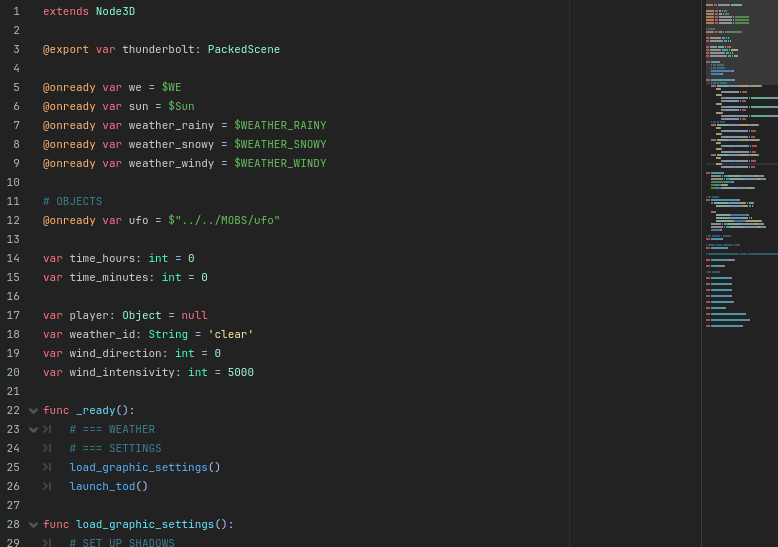 1 extends Node3D
2
3 @export var thunderbolt: PackedScene
4
5 @onready var we = $WE
6 @onready var sun = $Sun
7 @onready var weather_rainy = $WEATHER_RAINY
8 @onready var weather_snowy = $WEATHER_SNOWY
9 @onready var weather_windy = $WEATHER_WINDY
10
11 # OBJECTS
12 @onready var ufo = $"../../MOBS/ufo"
13
14 var time_hours: int = 0
15 var time_minutes: int = 0
16
17 var player: Object = null
18 var weather_id: String = 'clear'
19 var wind_direction: int = 0
20 var wind_intensivity: int = 5000
21
22 func _ready():
23 # === WEATHER
24 # === SETTINGS
25 load_graphic_settings()
26 launch_tod()
27
28 func load_graphic_settings():
29 # SET UP SHADOWS